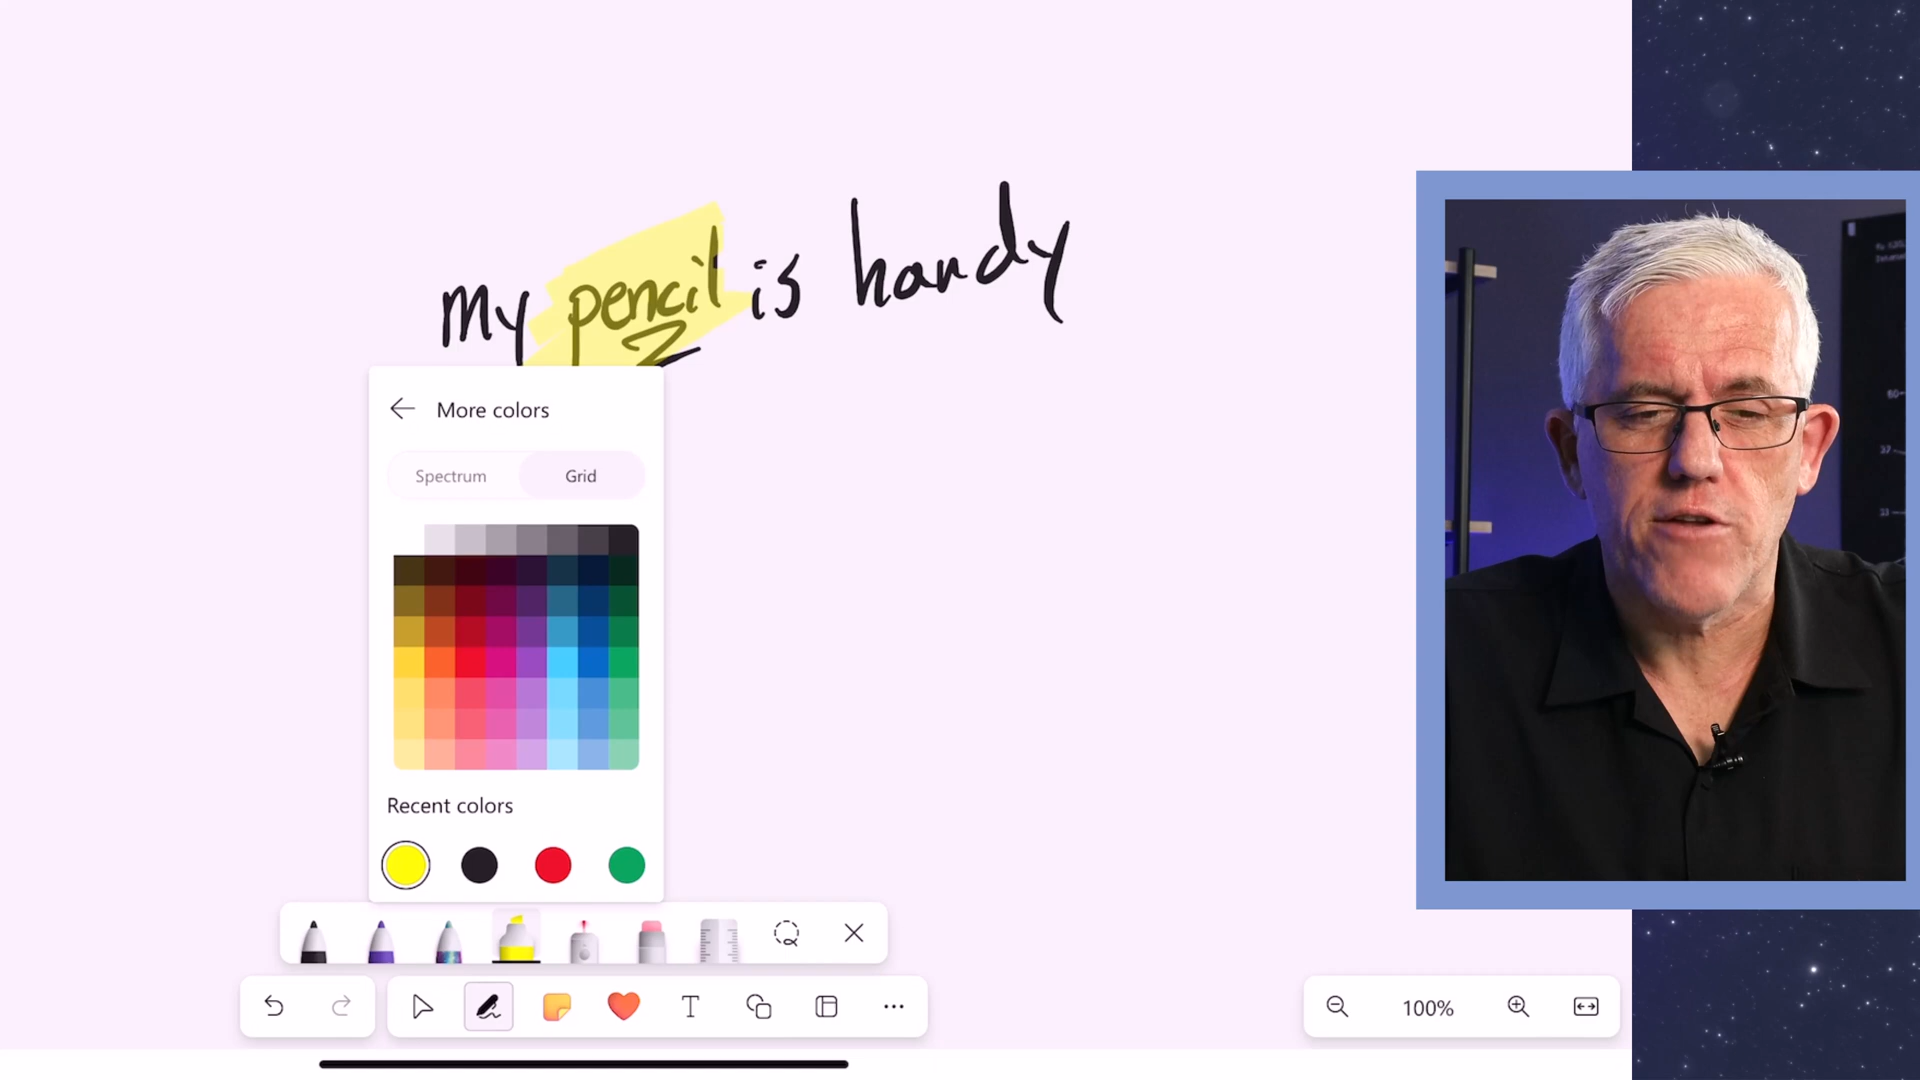 my pencil is handy
More colors
Spectrum Grid
Recent colors
T
100%